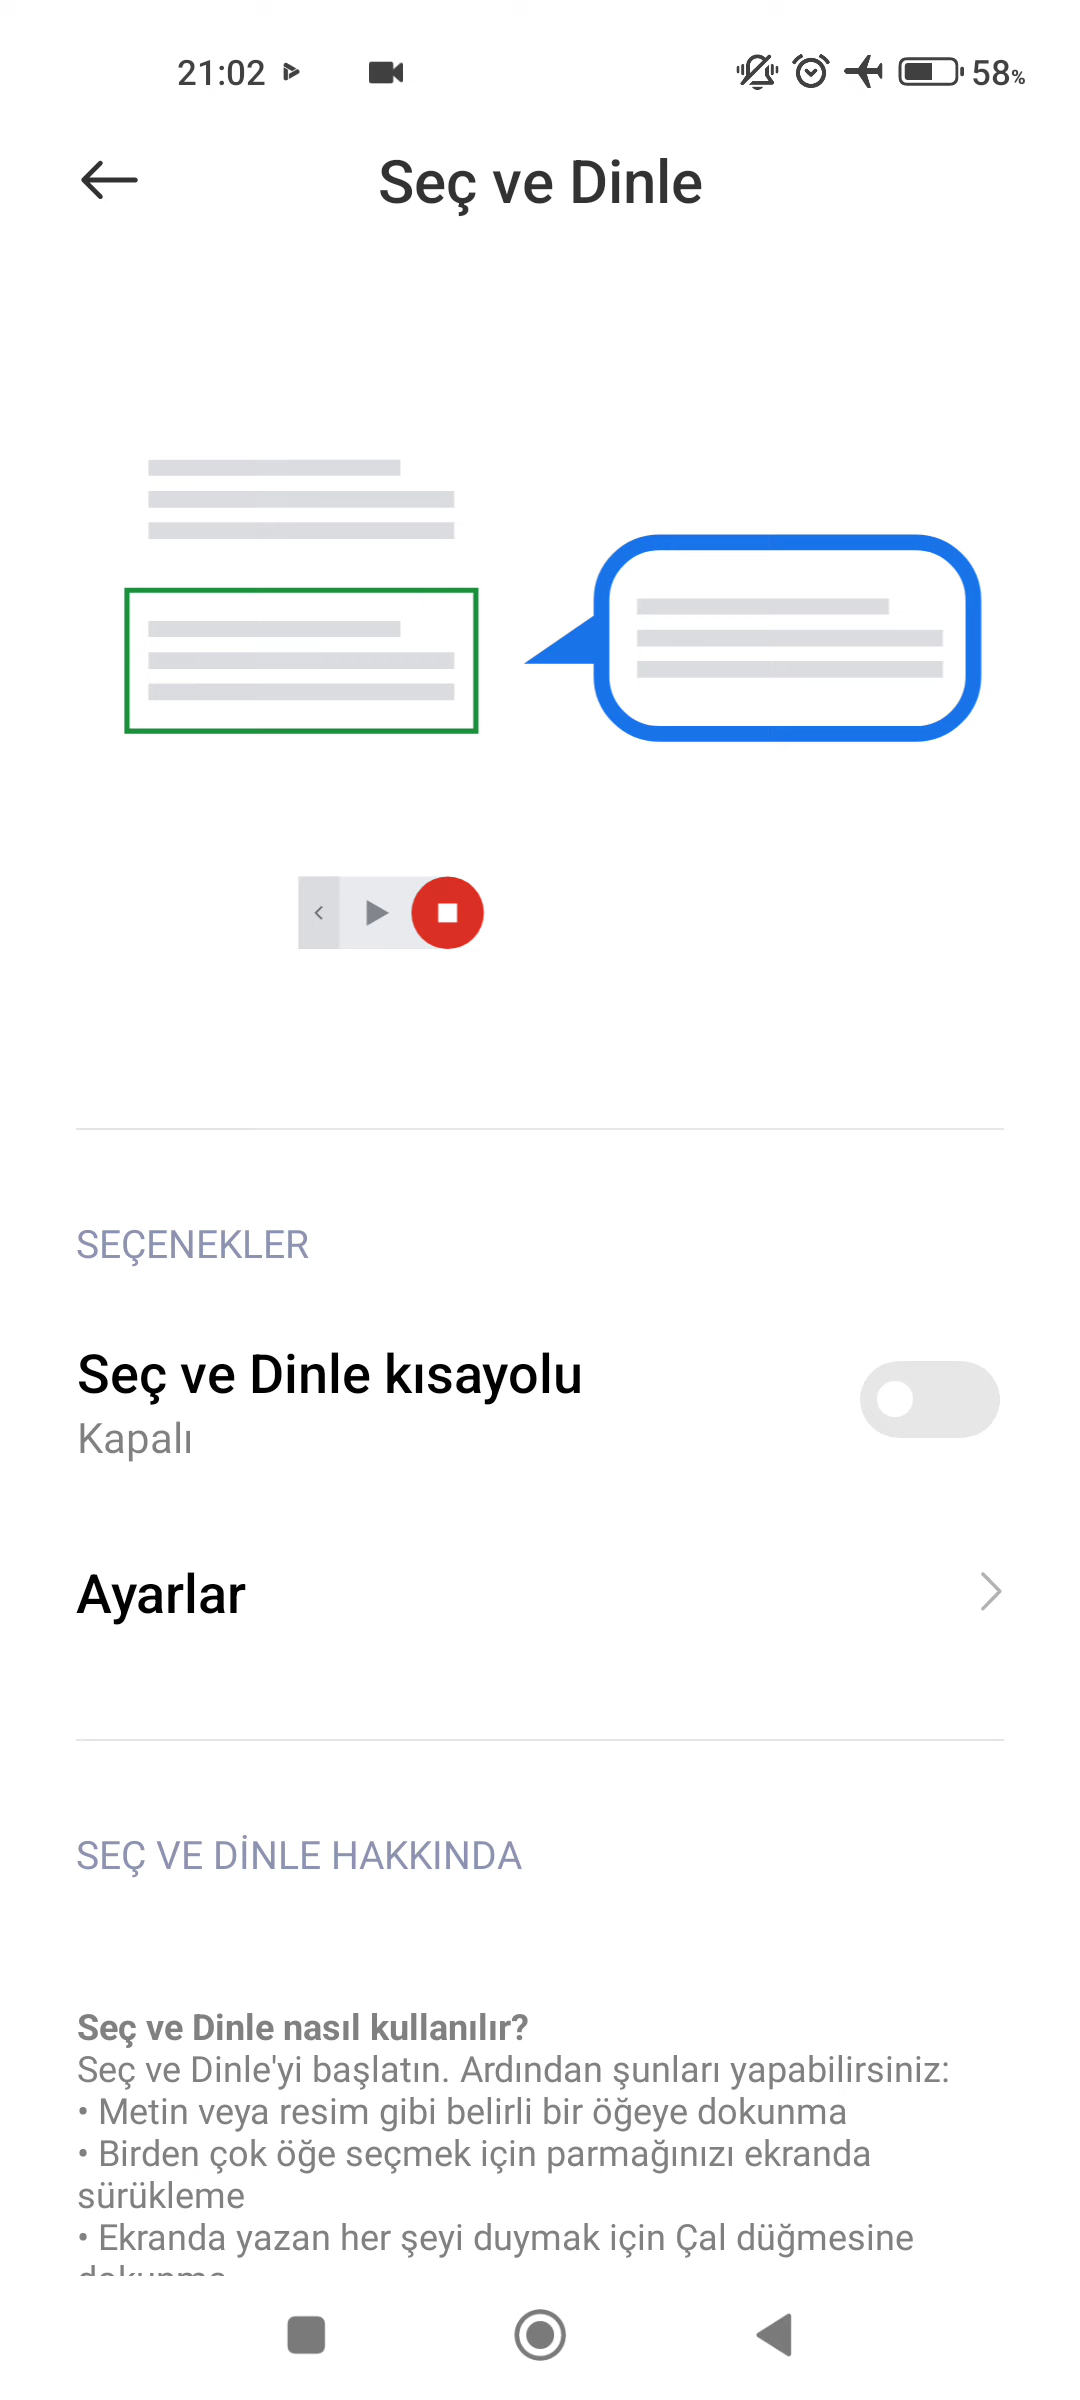 21:02
58%
Seç ve Dinle
SEÇENEKLER
Seç ve Dinle kısayolu
Kapalı
Ayarlar
SEÇ VE DİNLE HAKKINDA
Seç ve Dinle nasıl kullanılır?
Seç ve Dinle'yi başlatın. Ardından şunları yapabilirsiniz:
• Metin veya resim gibi belirli bir öğeye dokunma
• Birden çok öğe seçmek için parmağınızı ekranda
sürükleme
• Ekranda yazan her şeyi duymak için Çal düğmesine